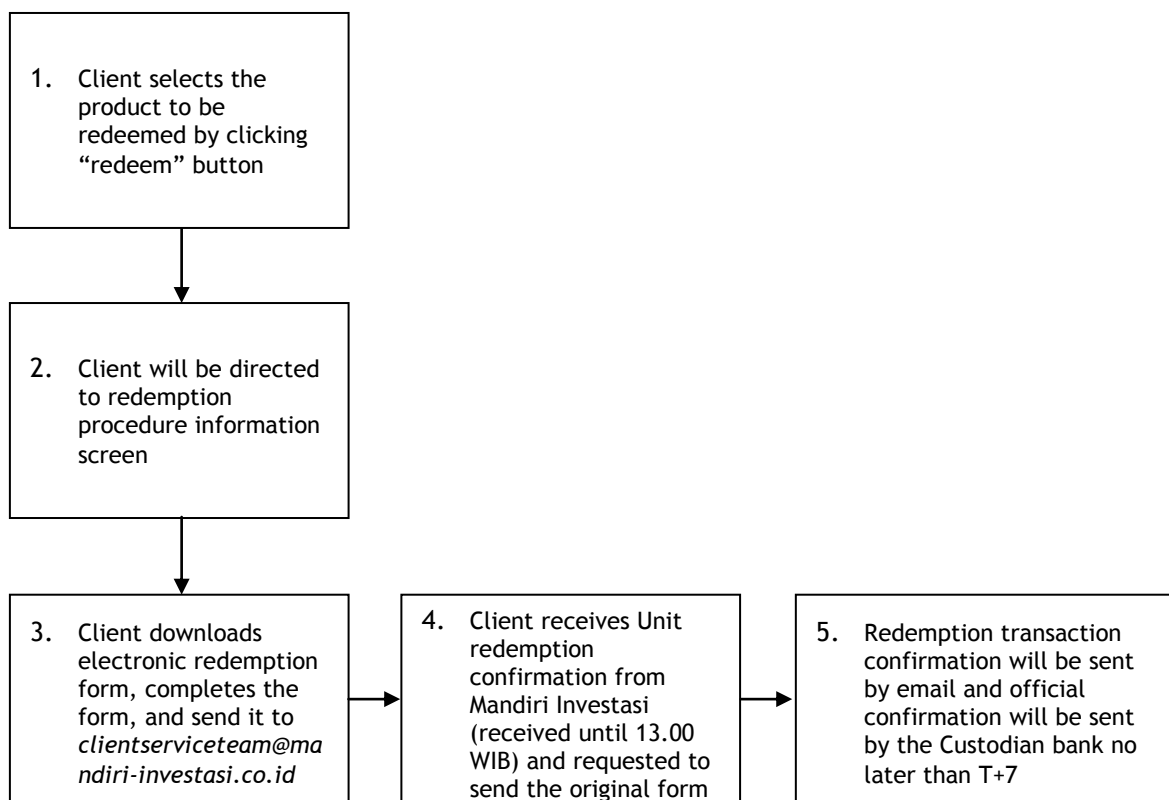 1. Client selects the
product to be
redeemed by clicking
“redeem” button
2. Client will be directed
to redemption
procedure information
screen
3. Client downloads
electronic redemption
form, completes the
form, and send it to
clientserviceteam@ma
ndiri-investasi.co.id
4. Client receives Unit
redemption
confirmation from
Mandiri Investasi
(received until 13.00
WIB) and requested to
send the original form
5. Redemption transaction
confirmation will be sent
by email and official
confirmation will be sent
by the Custodian bank no
later than T+7